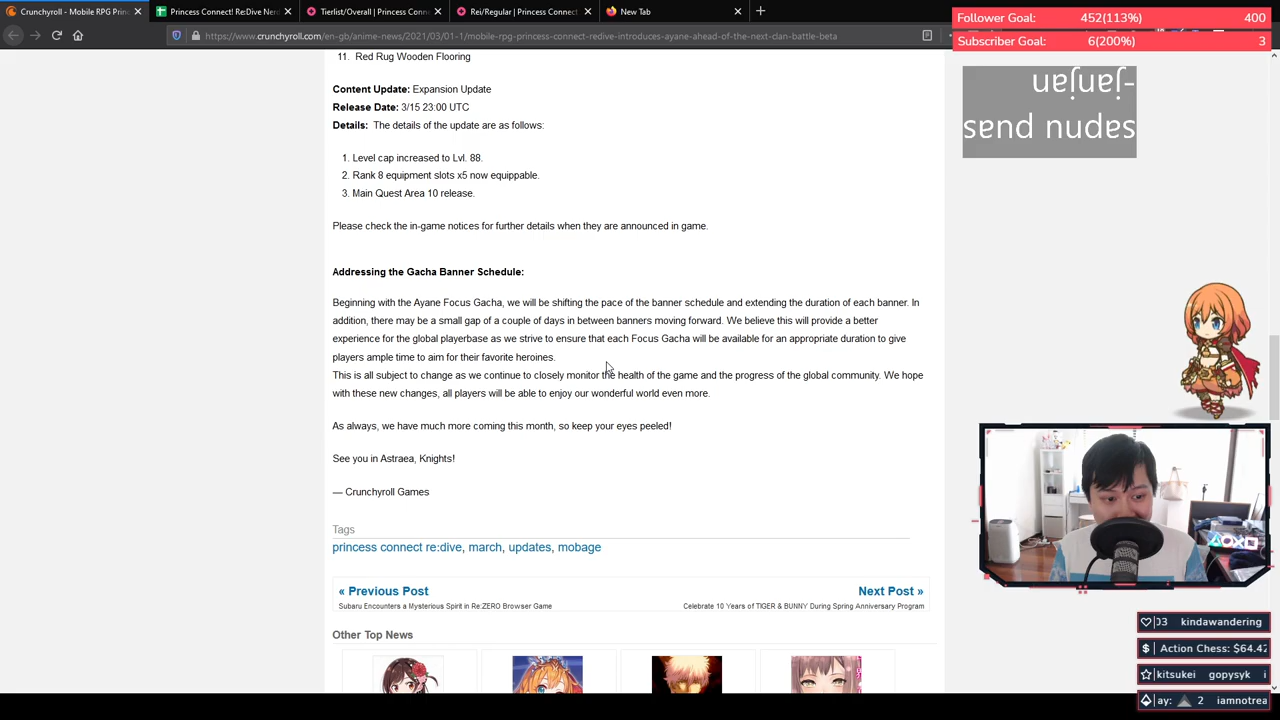 Crunchyroll - Mobile RPG Prin
Princess Connect! Re:Dive Nerd
Tierlist/Overall | Princess Conn
Rei/Regular | Princess Connect
New Tab
https://www.crunchyroll.com/en-gb/anime-news/2021/03/01-1/mobile-rpg-princess-connect-redive-introduces-ayane-ahead-of-the-next-clan-battle-beta
Follower Goal: 452(113%) 400
Subscriber Goal: 6(200%) 3
-janjan
sapnu puas
11. Red Rug Wooden Flooring
Content Update: Expansion Update
Release Date: 3/15 23:00 UTC
Details: The details of the update are as follows:
1. Level cap increased to Lvl. 88.
2. Rank 8 equipment slots x5 now equippable.
3. Main Quest Area 10 release.
Please check the in-game notices for further details when they are announced in game.
Addressing the Gacha Banner Schedule:
Beginning with the Ayane Focus Gacha, we will be shifting the pace of the banner schedule and extending the duration of each banner. In
addition, there may be a small gap of a couple of days in between banners moving forward. We believe this will provide a better
experience for the global playerbase as we strive to ensure that each Focus Gacha will be available for an appropriate duration to give
players ample time to aim for their favorite heroines.
This is all subject to change as we continue to closely monitor the health of the game and the progress of the global community. We hope
with these new changes, all players will be able to enjoy our wonderful world even more.
As always, we have much more coming this month, so keep your eyes peeled!
See you in Astraea, Knights!
— Crunchyroll Games
Tags
princess connect re:dive, march, updates, mobage
« Previous Post
Subaru Encounters a Mysterious Spirit in Re:ZERO Browser Game
Next Post »
Celebrate 10 Years of TIGER & BUNNY During Spring Anniversary Program
Other Top News
03 kindawandering
Action Chess: $64.42
kitsukei gopysyk i
ay: 2 iamnotrea